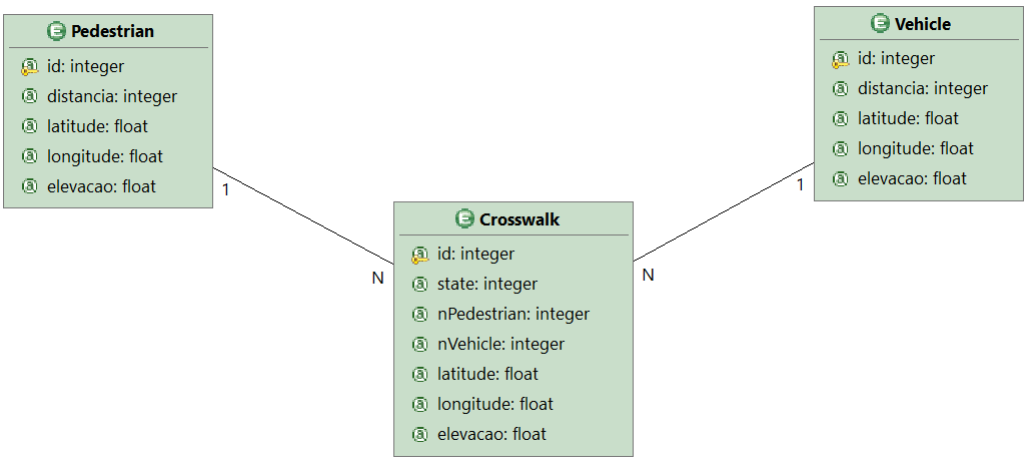 Pedestrian
id: integer
distancia: integer
latitude: float
longitude: float
elevacao: float
1
N
Vehicle
id: integer
distancia: integer
latitude: float
longitude: float
elevacao: float
1
N
Crosswalk
id: integer
state: integer
nPedestrian: integer
nVehicle: integer
latitude: float
longitude: float
elevacao: float